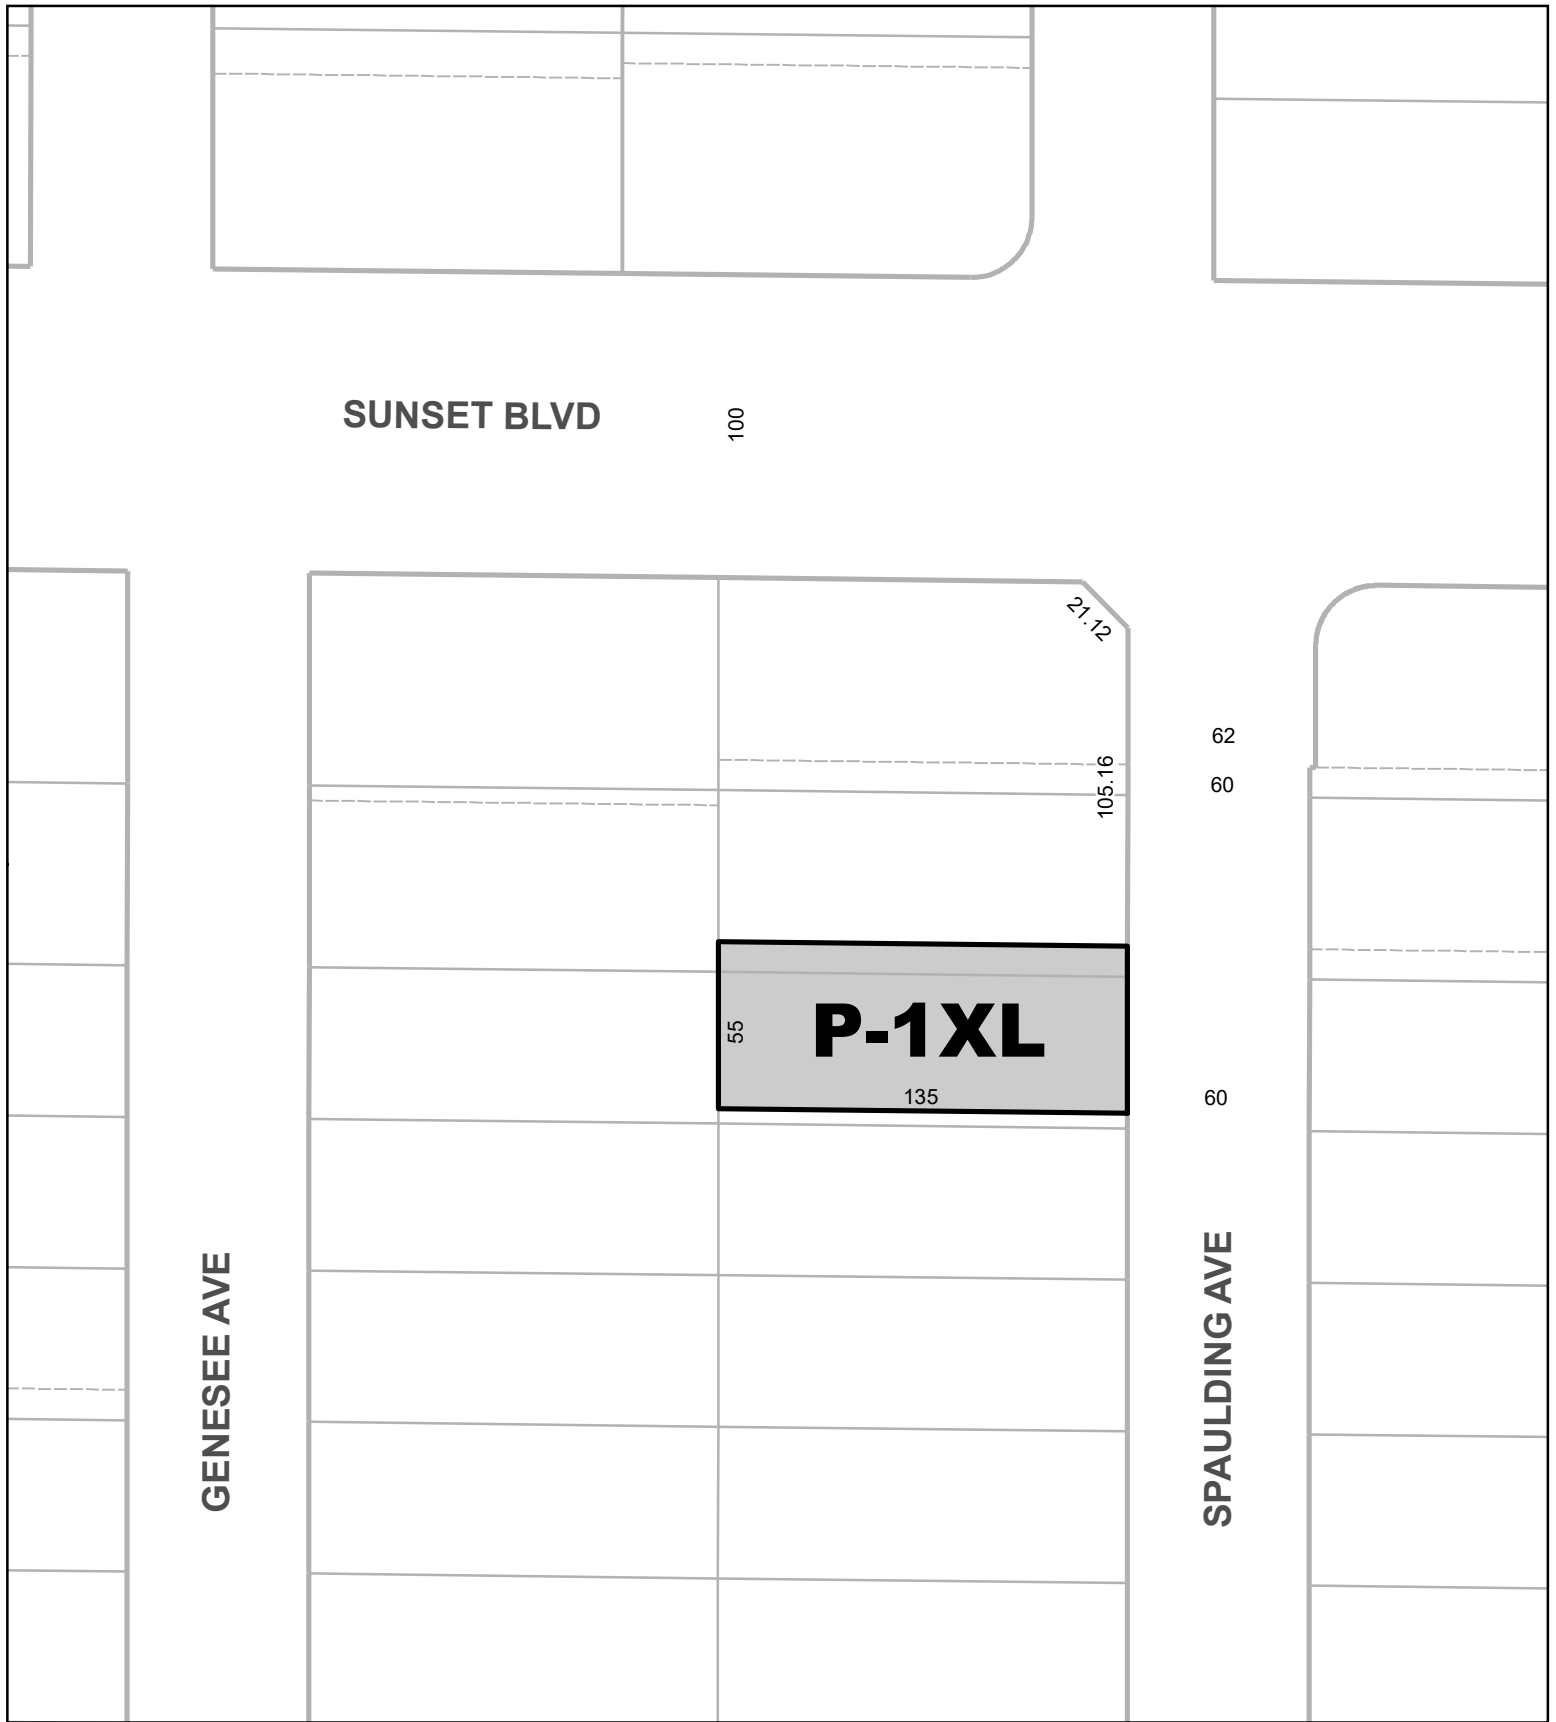 SUNSET BLVD
100
21.12
62
105.16
60
P-1XL
55
135
60
GENESEE AVE
SPAULDING AVE